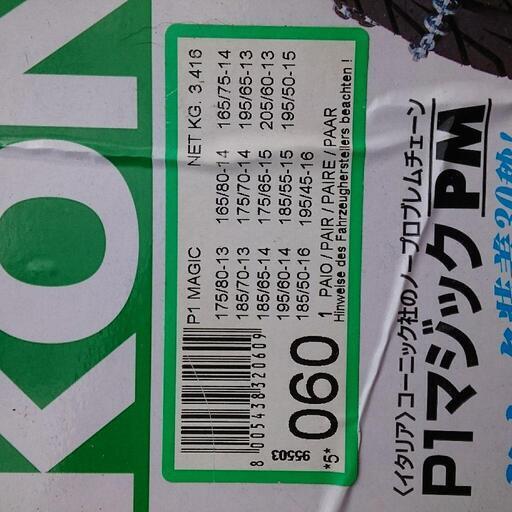 KON
P1 MAGIC NET KG. 3,416
175/80-13 165/80-14 165/75-14
185/70-13 175/70-14 195/65-13
185/65-14 175/65-15 205/60-13
195/60-14 185/55-15 195/50-15
185/50-16 195/45-16
1 PAIO / PAIR / PAIRE / PAAR
Hinweise des Fahrzeugherstellers beachten !
8 005438 320609
95503
*5*
060
〈イタリア〉コーニック社のノープロブレムチェーン
P1マジックPM